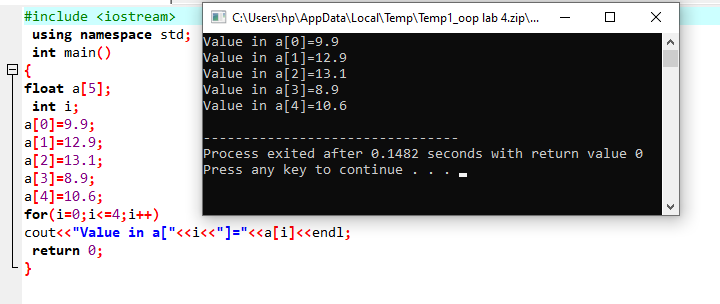 #include <iostream>
using namespace std;
int main()
{
float a[5];
int i;
a[0]=9.9;
a[1]=12.9;
a[2]=13.1;
a[3]=8.9;
a[4]=10.6;
for(i=0;i<=4;i++)
cout<<"Value in a["<<i<<"]="<<a[i]<<endl;
return 0;
}
C:\Users\hp\AppData\Local\Temp\Temp1_oop lab 4.zip\...
Value in a[0]=9.9
Value in a[1]=12.9
Value in a[2]=13.1
Value in a[3]=8.9
Value in a[4]=10.6
--------------------------------
Process exited after 0.1482 seconds with return value 0
Press any key to continue . . .